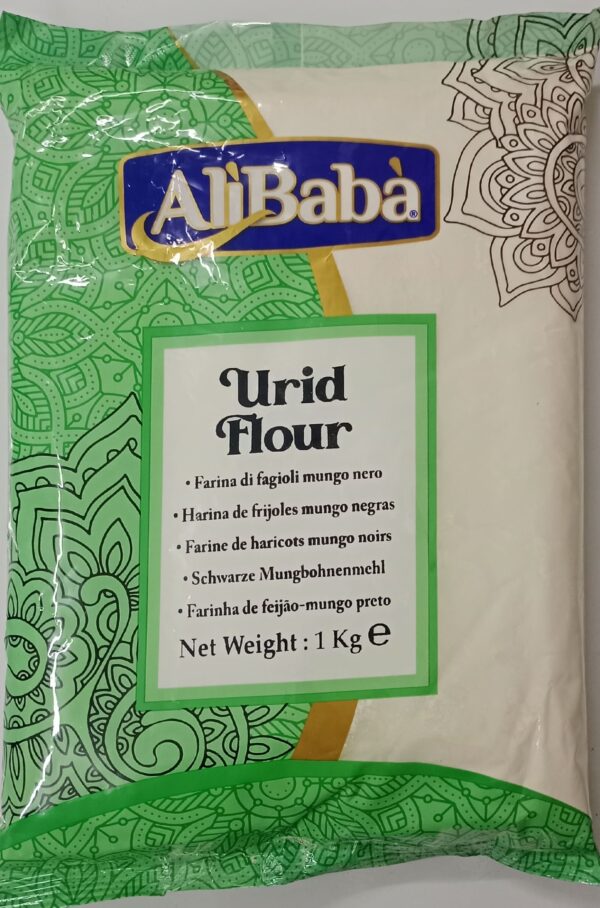 AlìBabà®
Urid
Flour
• Farina di fagioli mungo nero
• Harina de frijoles mungo negras
• Farine de haricots mungo noirs
• Schwarze Mungbohnenmehl
• Farinha de feijão-mungo preto
Net Weight : 1 Kg ℮